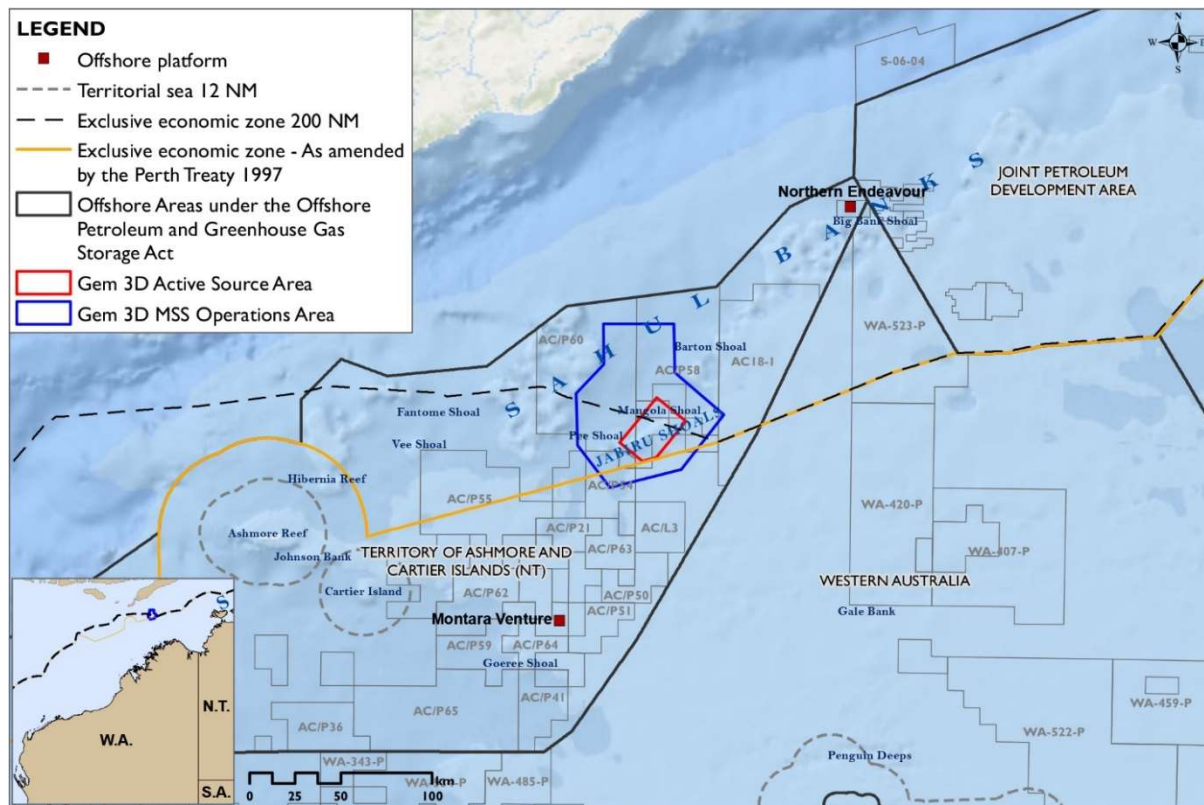 LEGEND
Offshore platform
Territorial sea 12 NM
Exclusive economic zone 200 NM
Exclusive economic zone - As amended
by the Perth Treaty 1997
Offshore Areas under the Offshore
Petroleum and Greenhouse Gas
Storage Act
Gem 3D Active Source Area
Gem 3D MSS Operations Area
N
W
E
S
S-06-04
JOINT PETROLEUM
DEVELOPMENT AREA
Northern Endeavour
Big Bank Shoal
SAHUL BANKS
WA-523-P
AC/P60
Barton Shoal
AC18-1
AC/P58
Fantome Shoal
Mangola Shoal
Pee Shoal
JABIRU SHOALS
Vee Shoal
Hibernia Reef
AC/P55
AC/P54
WA-420-P
Ashmore Reef
AC/P21
AC/L3
Johnson Bank
TERRITORY OF ASHMORE AND
CARTIER ISLANDS (NT)
AC/P63
WA-407-P
WESTERN AUSTRALIA
Cartier Island
AC/P62
AC/P50
AC/P51
Gale Bank
Montara Venture
AC/P59
AC/P64
Goeree Shoal
AC/P41
AC/P65
AC/P36
WA-459-P
WA-522-P
Penguin Deeps
WA-343-P
WA-485-P
S
N.T.
W.A.
S.A.
0
25
50
100
km